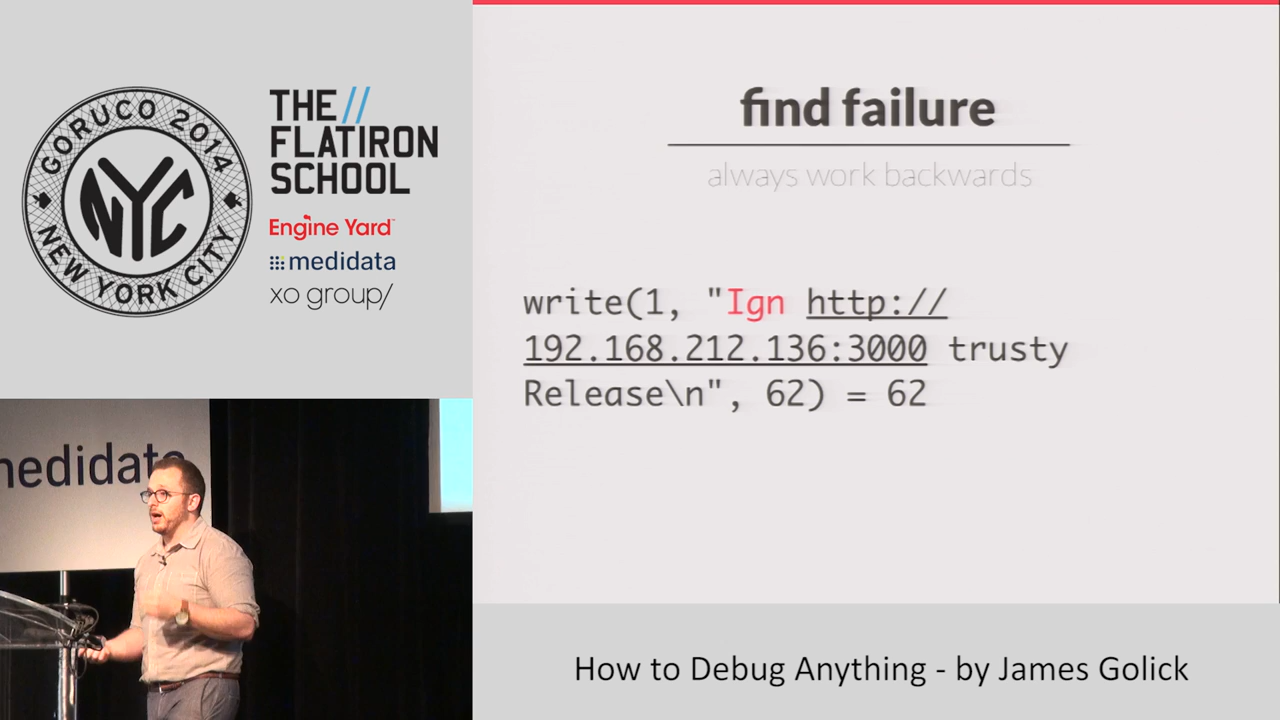 GORUCO 2014
NYC
NEW YORK CITY
THE//
FLATIRON
SCHOOL
Engine Yard
medidata
xo group/
find failure
always work backwards
write(1, "Ign http://
192.168.212.136:3000 trusty
Release\n", 62) = 62
medidata
How to Debug Anything - by James Golick